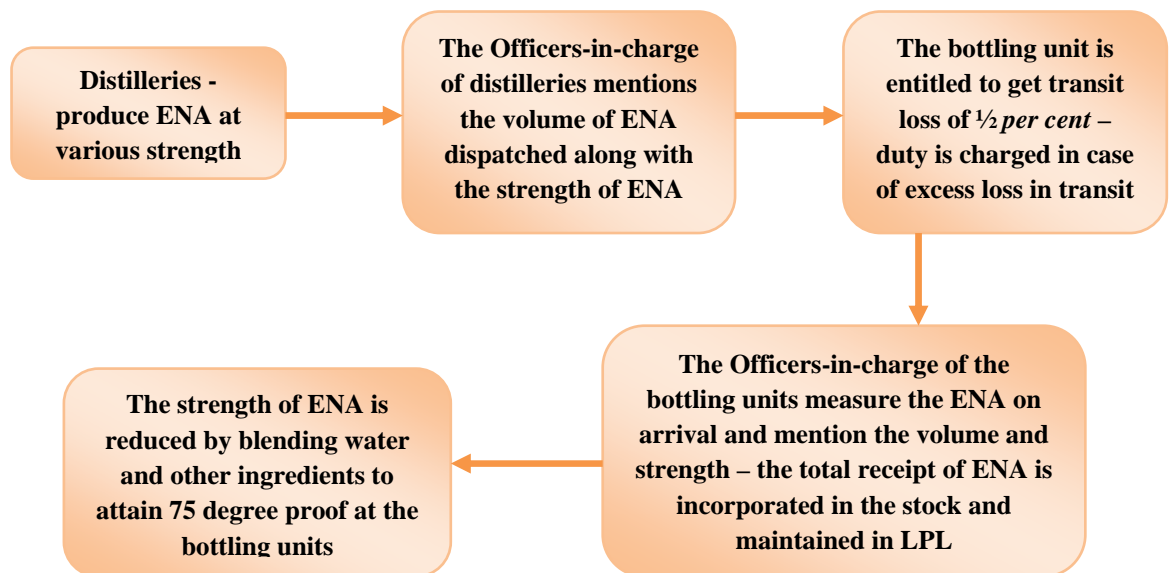 Distilleries -
produce ENA at
various strength
The Officers-in-charge
of distilleries mentions
the volume of ENA
dispatched along with
the strength of ENA
The bottling unit is
entitled to get transit
loss of ½ per cent –
duty is charged in case
of excess loss in transit
The Officers-in-charge of the
bottling units measure the ENA on
arrival and mention the volume and
strength – the total receipt of ENA is
incorporated in the stock and
maintained in LPL
The strength of ENA is
reduced by blending water
and other ingredients to
attain 75 degree proof at the
bottling units